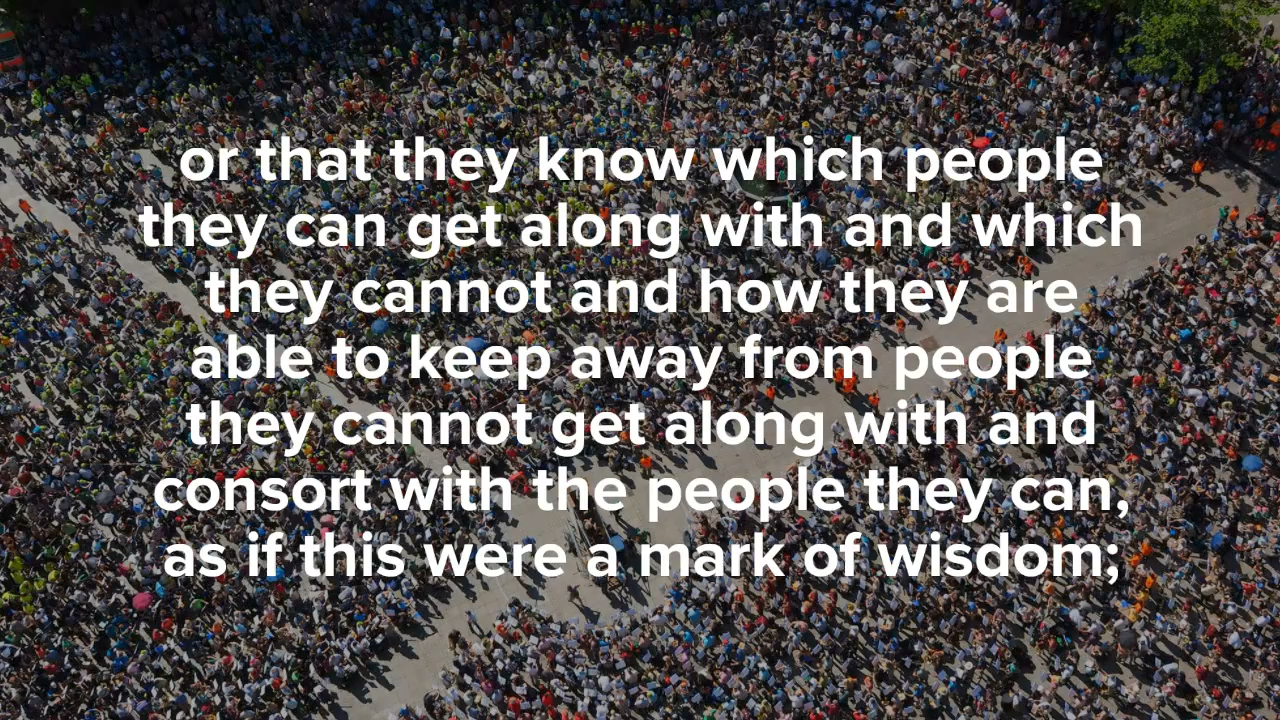 or that they know which people
they can get along with and which
they cannot and how they are
able to keep away from people
they cannot get along with and
consort with the people they can,
as if this were a mark of wisdom;